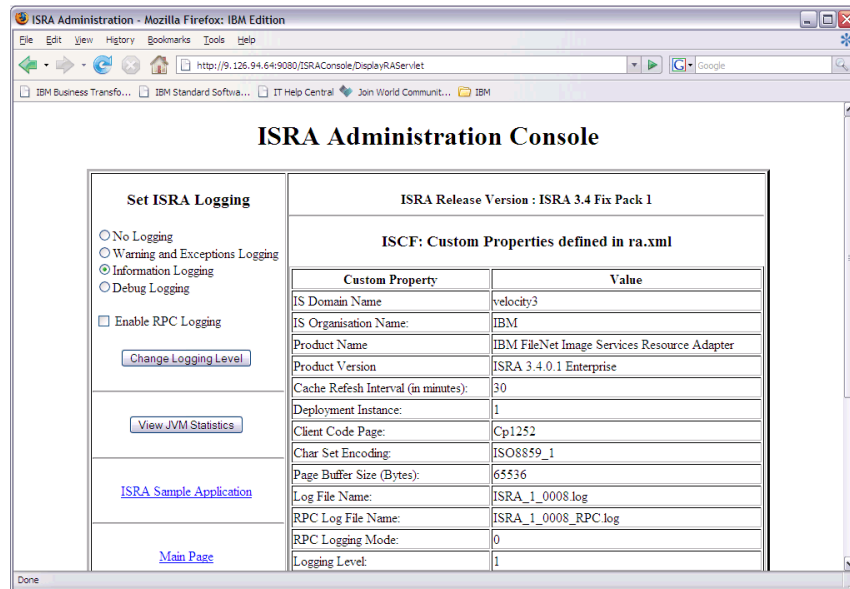 ISRA Administration - Mozilla Firefox: IBM Edition
File Edit View History Bookmarks Tools Help
http://9.126.94.64:9080/ISRAConsole/DisplayRAServlet
Google
IBM Business Transfo... IBM Standard Softwa... IT Help Central Join World Communit... IBM
ISRA Administration Console
Set ISRA Logging
No Logging
Warning and Exceptions Logging
Information Logging
Debug Logging
Enable RPC Logging
Change Logging Level
View JVM Statistics
ISRA Sample Application
Main Page
ISRA Release Version : ISRA 3.4 Fix Pack 1
ISCF: Custom Properties defined in ra.xml
Custom Property Value
IS Domain Name velocity3
IS Organisation Name: IBM
Product Name IBM FileNet Image Services Resource Adapter
Product Version ISRA 3.4.0.1 Enterprise
Cache Refesh Interval (in minutes): 30
Deployment Instance: 1
Client Code Page: Cp1252
Char Set Encoding: ISO8859_1
Page Buffer Size (Bytes): 65536
Log File Name: ISRA_1_0008.log
RPC Log File Name: ISRA_1_0008_RPC.log
RPC Logging Mode: 0
Logging Level: 1
Done